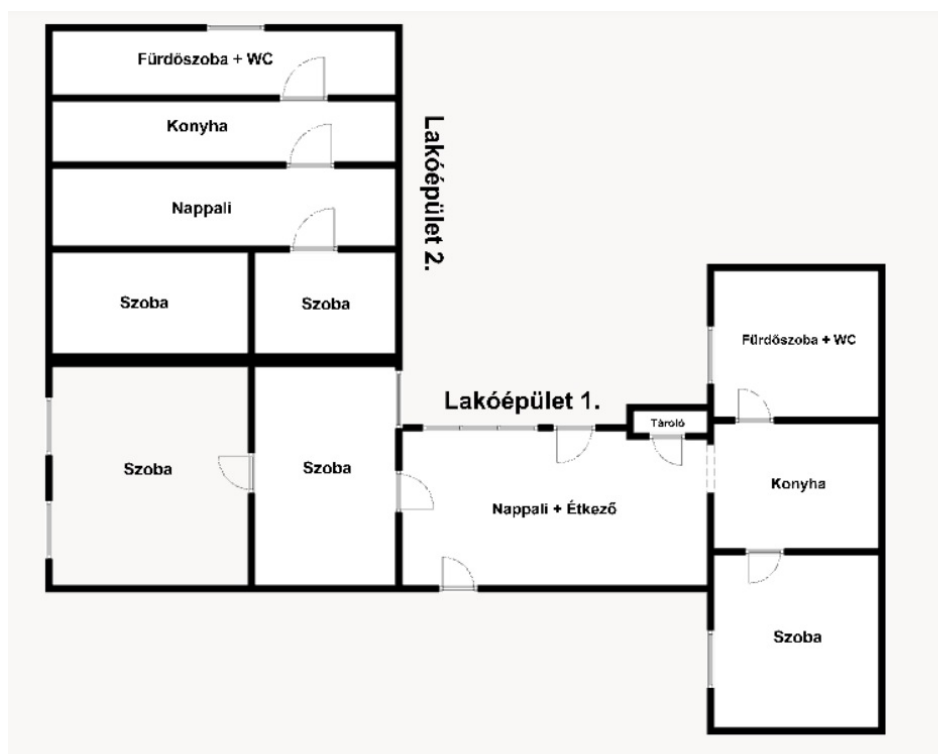 Fürdőszoba + WC
Konyha
Nappali
Szoba
Szoba
Lakóépület 2.
Szoba
Szoba
Lakóépület 1.
Tároló
Nappali + Étkező
Fürdőszoba + WC
Konyha
Szoba